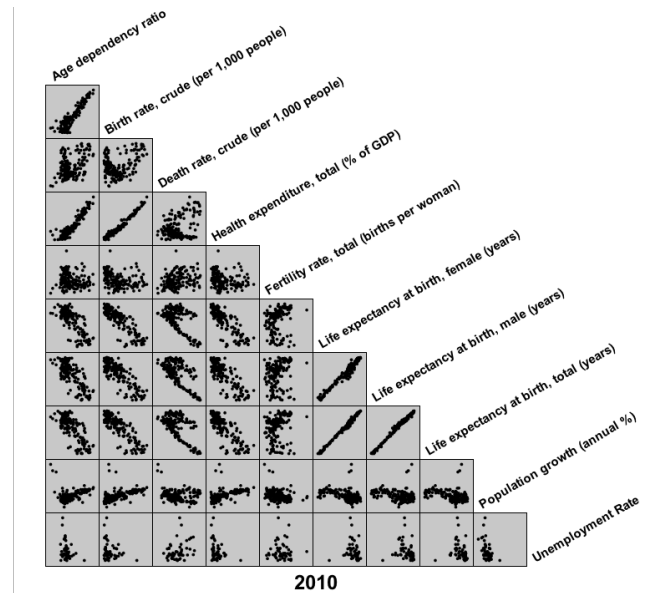 Age dependency ratio
Birth rate, crude (per 1,000 people)
Death rate, crude (per 1,000 people)
Health expenditure, total (% of GDP)
Fertility rate, total (births per woman)
Life expectancy at birth, female (years)
Life expectancy at birth, male (years)
Life expectancy at birth, total (years)
Population growth (annual %)
Unemployment Rate
2010